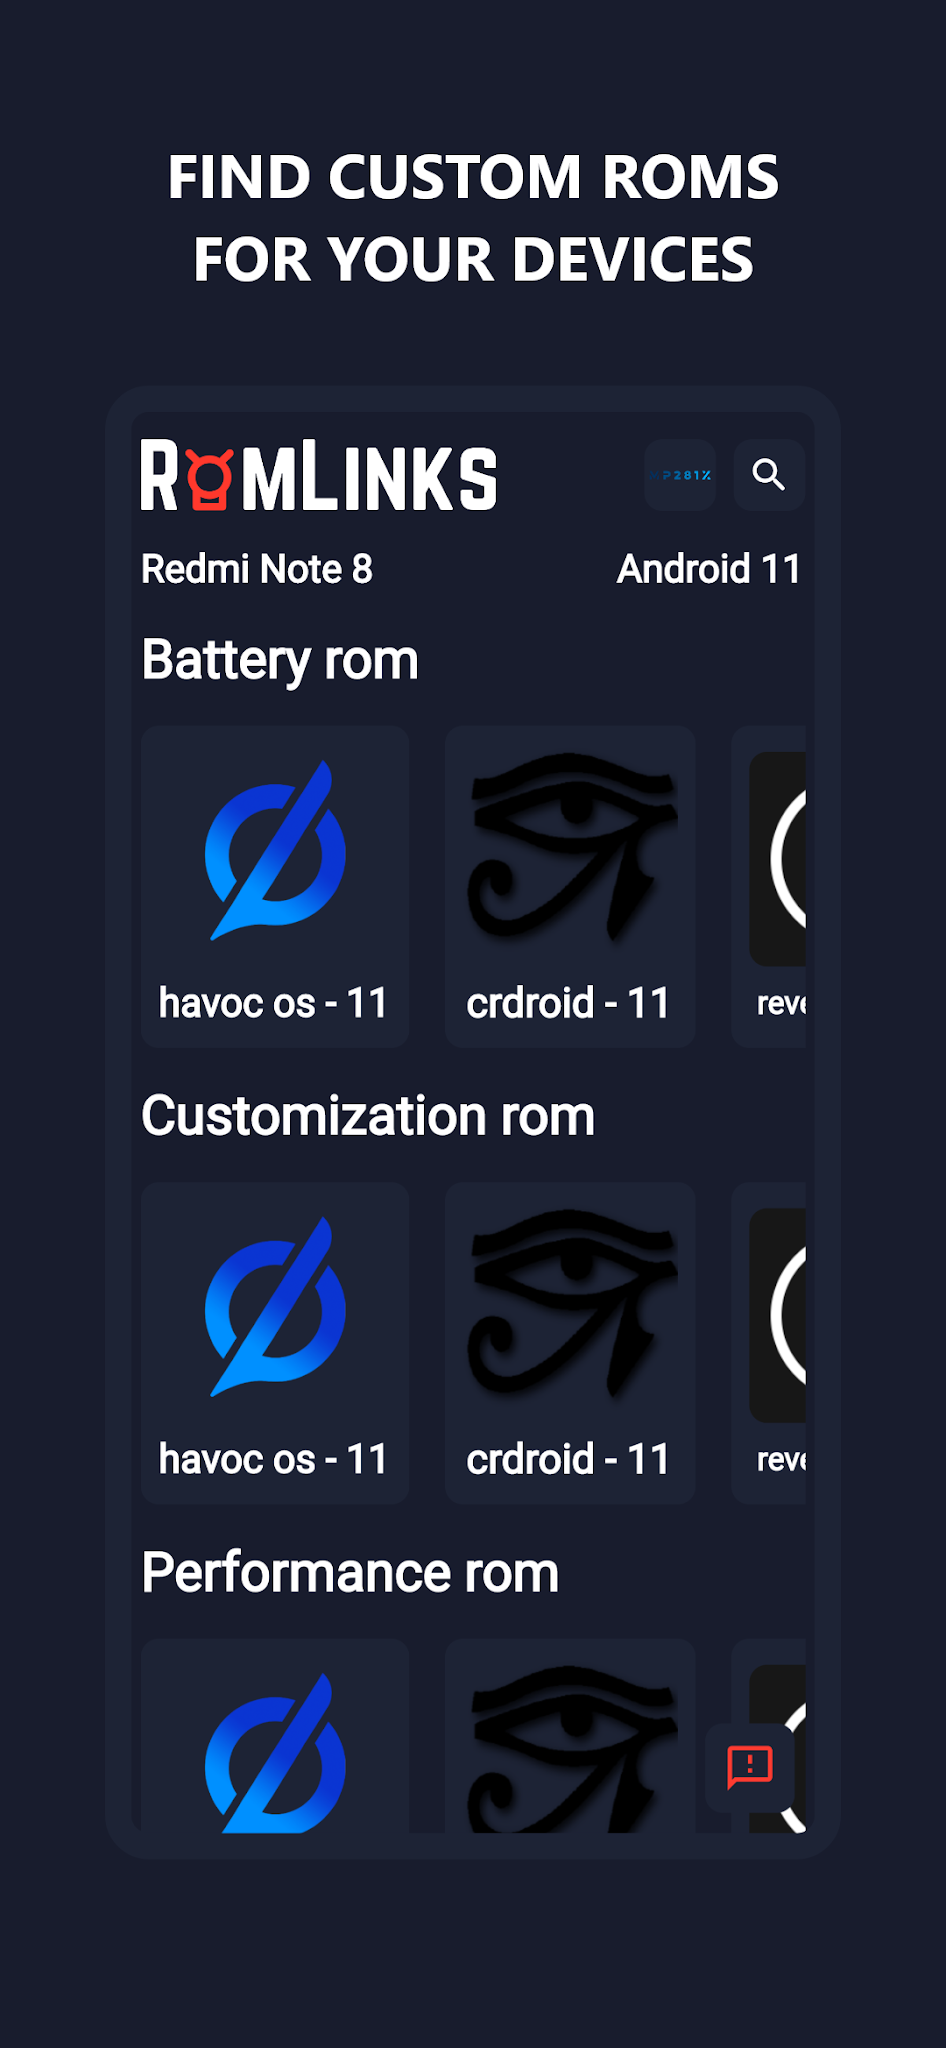 FIND CUSTOM ROMS
FOR YOUR DEVICES
ROMLINKS
P281X
Redmi Note 8
Android 11
Battery rom
havoc os - 11
crdroid - 11
reve
Customization rom
havoc os - 11
crdroid - 11
reve
Performance rom